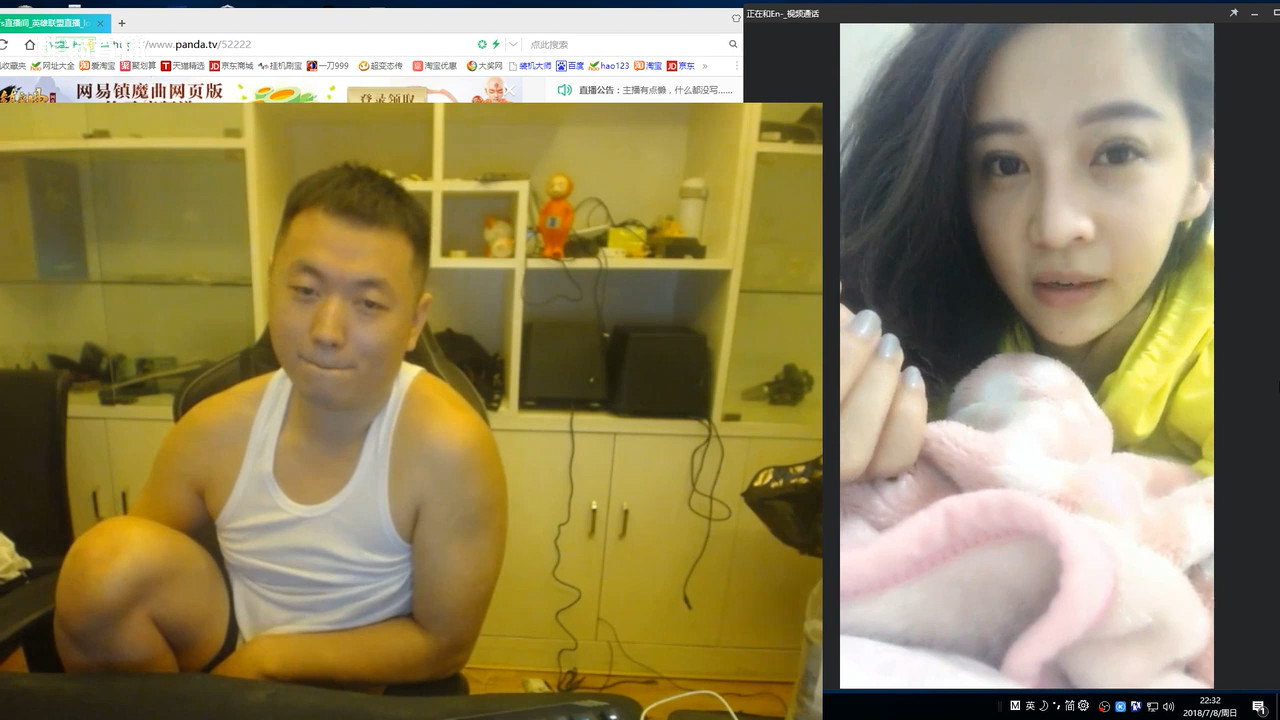 s直播间_英雄联盟直播_
正在和En-_视频通话
//www.panda.tv/52222
点此搜索
收藏夹 网址大全 爱淘宝 聚划算 天猫精选 京东商城 挂机刷宝 一刀999 超变态传 淘宝优惠 大奖网 装机大师 百度 hao123 淘宝 京东 »
网易镇魔曲网页版
登录领取
直播公告：主播有点懒，什么都没写......
英 简
22:32
2018/7/8/周日